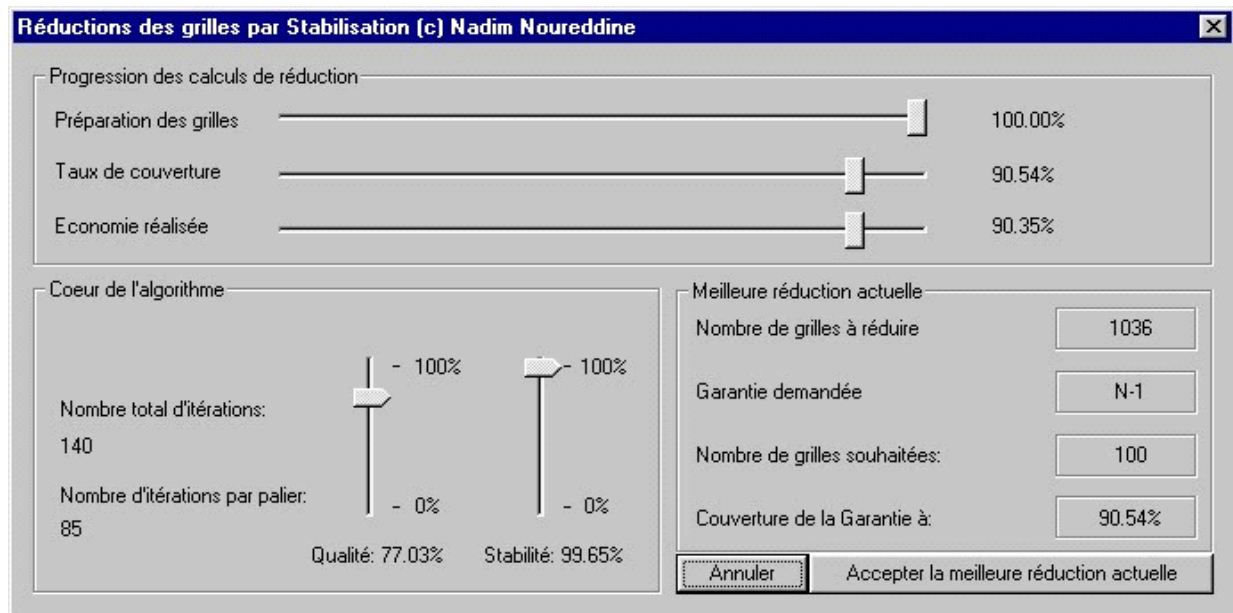 Réductions des grilles par Stabilisation (c) Nadim Noureddine
Progression des calculs de réduction
Préparation des grilles 100.00%
Taux de couverture 90.54%
Economie réalisée 90.35%
Coeur de l'algorithme
- 100% - 100%
Nombre total d'itérations:
140
Nombre d'itérations par palier:
85
- 0% - 0%
Qualité: 77.03% Stabilité: 99.65%
Meilleure réduction actuelle
Nombre de grilles à réduire 1036
Garantie demandée N-1
Nombre de grilles souhaitées: 100
Couverture de la Garantie à: 90.54%
Annuler Accepter la meilleure réduction actuelle